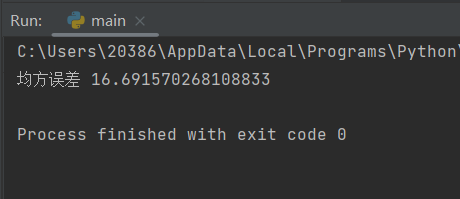 Run: main
C:\Users\20386\AppData\Local\Programs\Python\
均方误差 16.691570268108833
Process finished with exit code 0